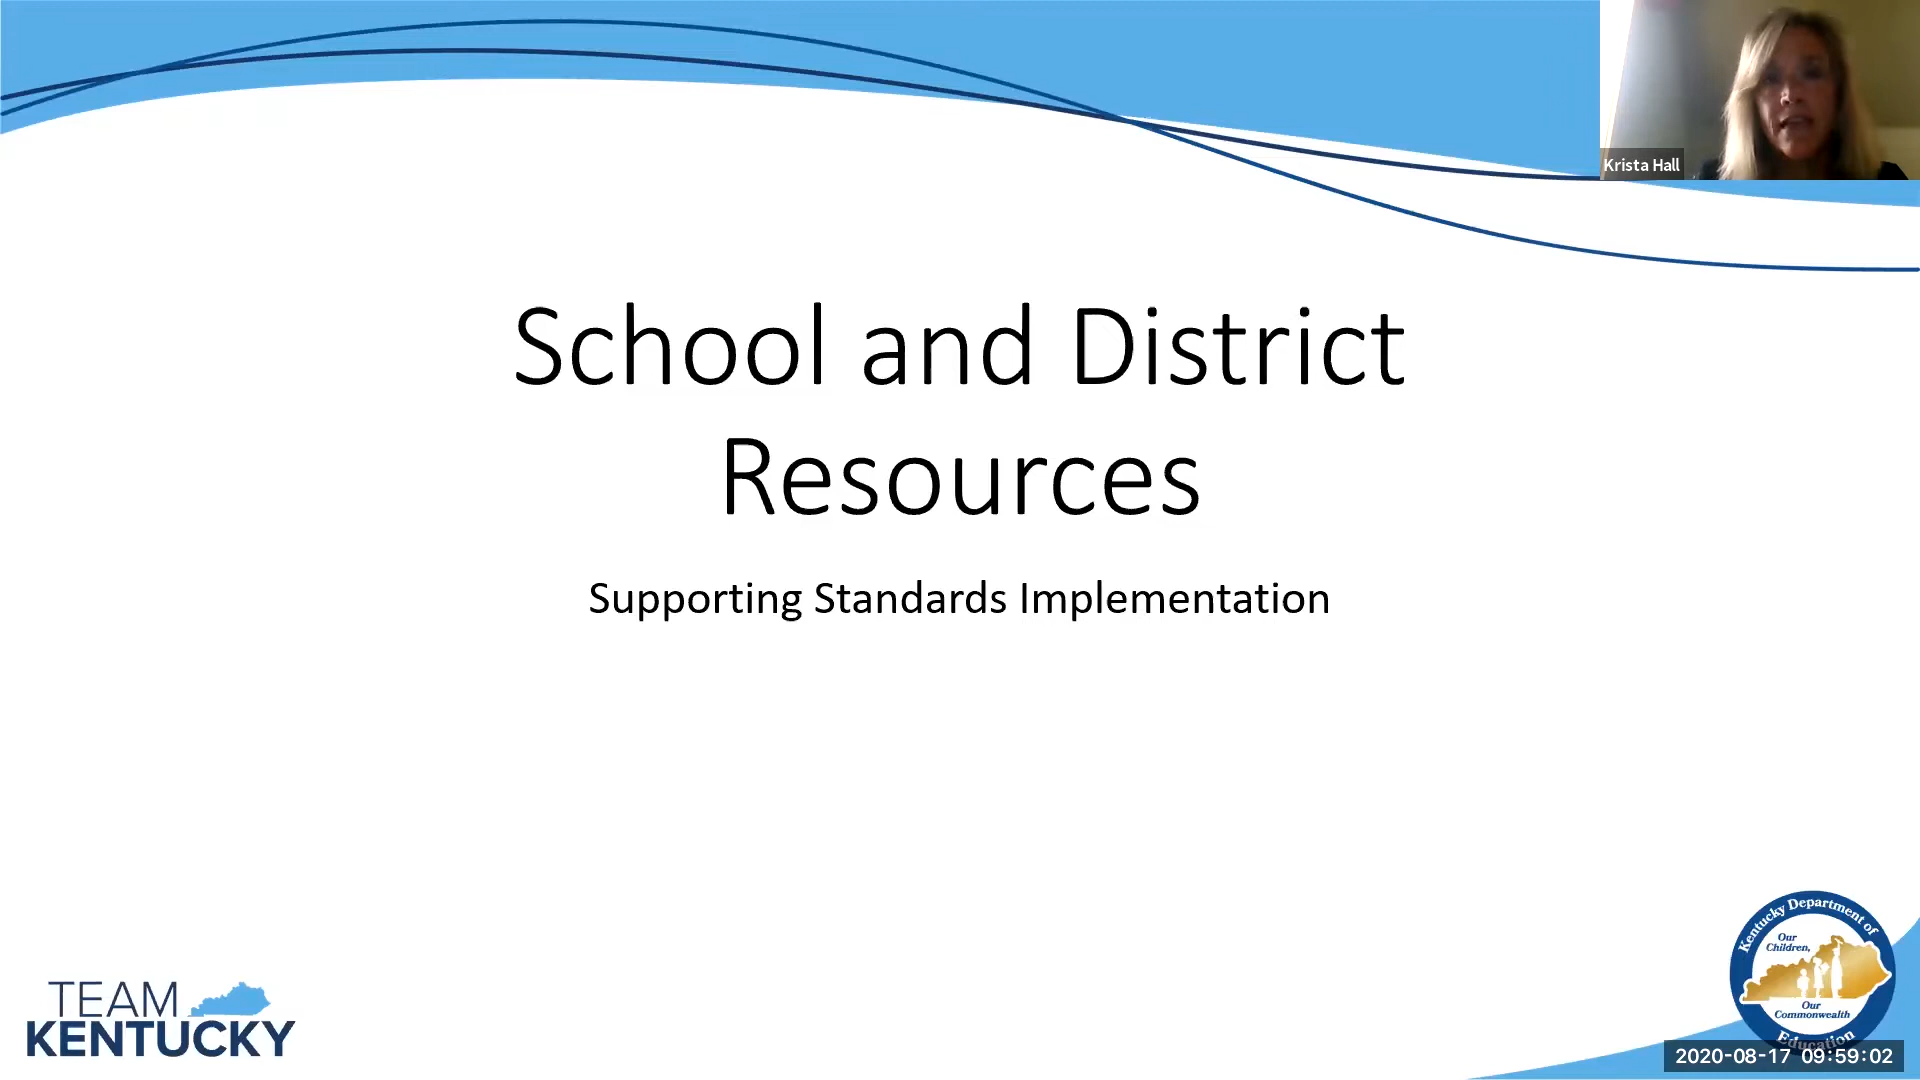 Krista Hall
School and District
Resources
Supporting Standards Implementation
TEAM
KENTUCKY
Kentucky Department of
Our
Children,
Our
Commonwealth
Education
2020-08-17 09:59:02